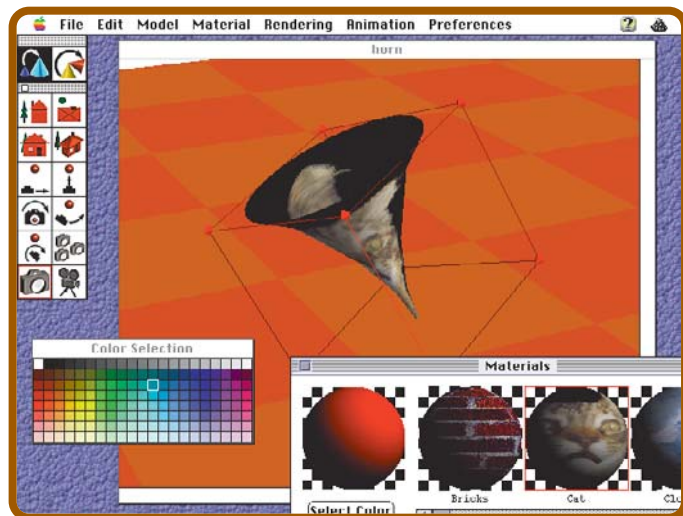 File Edit Model Material Rendering Animation Preferences
horn
Color Selection
Materials
Bricks
Cat
Select Color